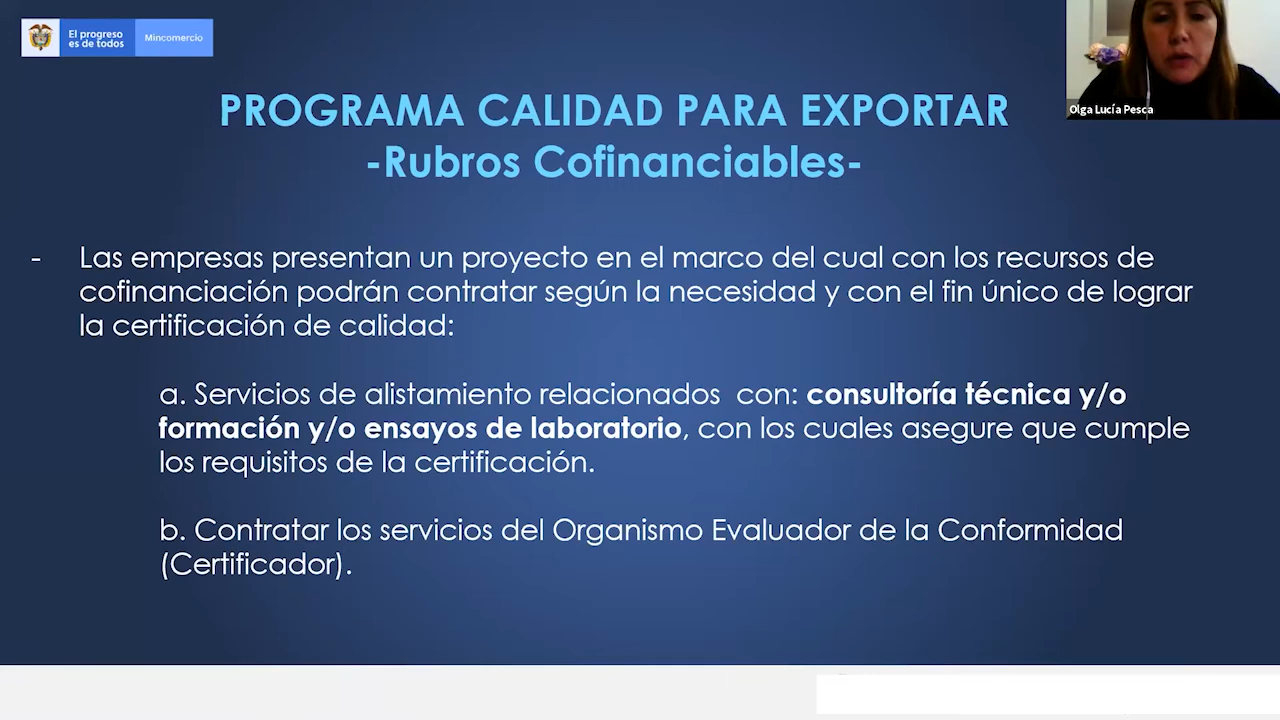 El progreso
es de todos
Mincomercio
Olga Lucía Pesca
PROGRAMA CALIDAD PARA EXPORTAR
-Rubros Cofinanciables-
- Las empresas presentan un proyecto en el marco del cual con los recursos de
cofinanciación podrán contratar según la necesidad y con el fin único de lograr
la certificación de calidad:
a. Servicios de alistamiento relacionados con: consultoría técnica y/o
formación y/o ensayos de laboratorio, con los cuales asegure que cumple
los requisitos de la certificación.
b. Contratar los servicios del Organismo Evaluador de la Conformidad
(Certificador).